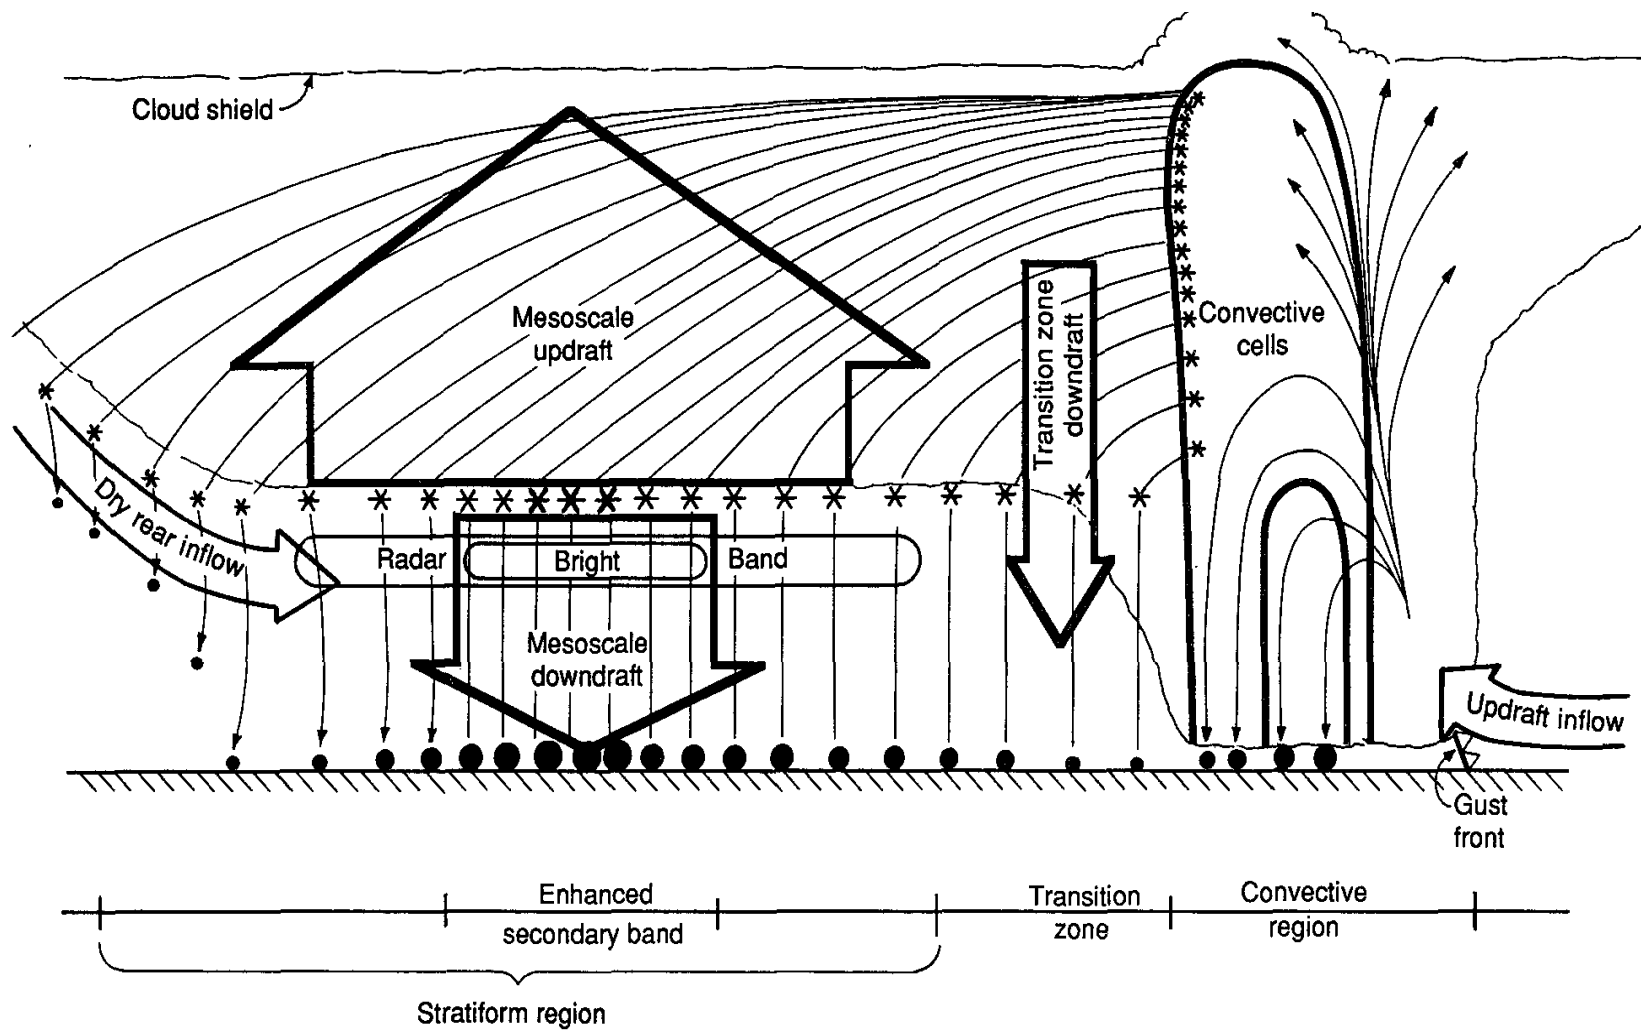 Cloud shield
Mesoscale
updraft
Transition zone
downdraft
Convective
cells
Dry rear inflow
Radar Bright Band
Mesoscale
downdraft
Updraft inflow
Gust
front
Enhanced
secondary band
Transition
zone
Convective
region
Stratiform region